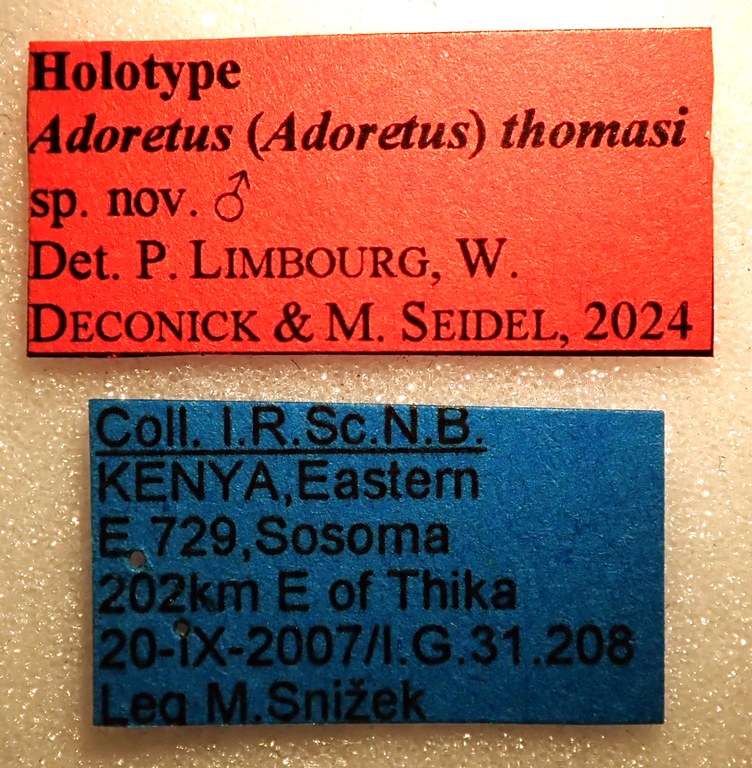 Holotype
Adoretus (Adoretus) thomasi
sp. nov. ♂
Det. P. LIMBOURG, W.
DECONICK & M. SEIDEL, 2024
Coll. I.R.Sc.N.B.
KENYA,Eastern
E 729,Sosoma
202km E of Thika
20-IX-2007/I.G.31.208
Leg M.Snižek